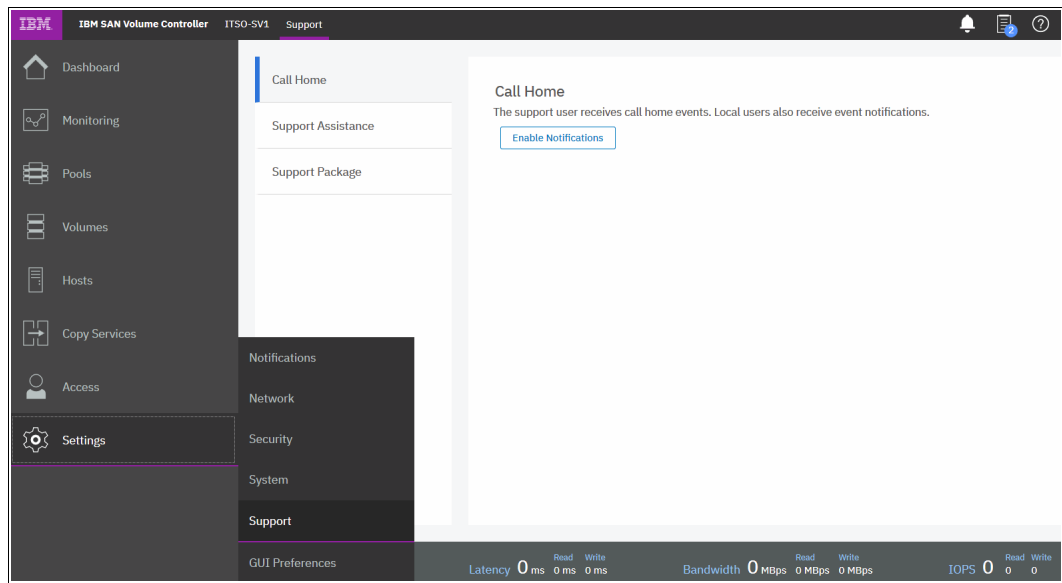 IBM IBM SAN Volume Controller ITSO-SV1 Support 2 ?
Dashboard
Monitoring
Pools
Volumes
Hosts
Copy Services
Access
Settings
Call Home
Support Assistance
Support Package
Call Home
The support user receives call home events. Local users also receive event notifications.
Enable Notifications
Notifications
Network
Security
System
Support
GUI Preferences
Read Write Read Write Read Write
Latency 0 ms 0 ms 0 ms Bandwidth 0 MBps 0 MBps 0 MBps IOPS 0 0 0